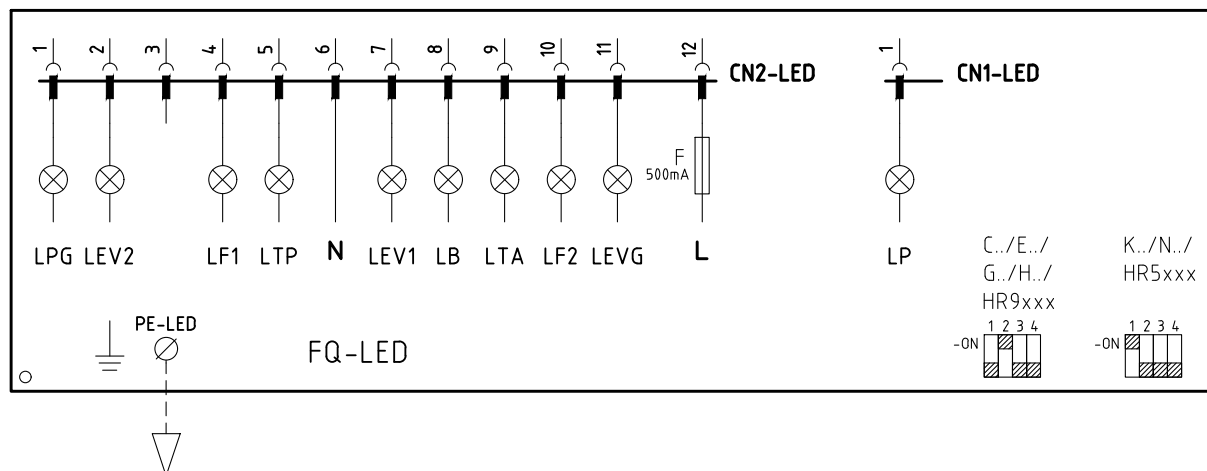 1 2 3 4 5 6 7 8 9 10 11 12 CN2-LED 1 CN1-LED
F
500mA
LPG LEV2 LF1 LTP N LEV1 LB LTA LF2 LEVG L LP
C../E../
G../H../
HR9xxx
K../N../
HR5xxx
PE-LED
FQ-LED
1 2 3 4
-ON
1 2 3 4
-ON